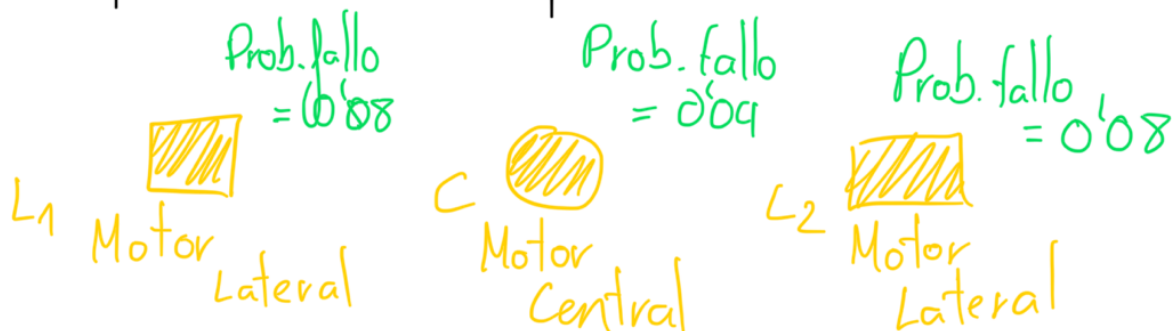 Prob. fallo
= 0'08
L1 Motor
Lateral
Prob. fallo
= 0'09
C Motor
Central
Prob. fallo
= 0'08
L2 Motor
Lateral